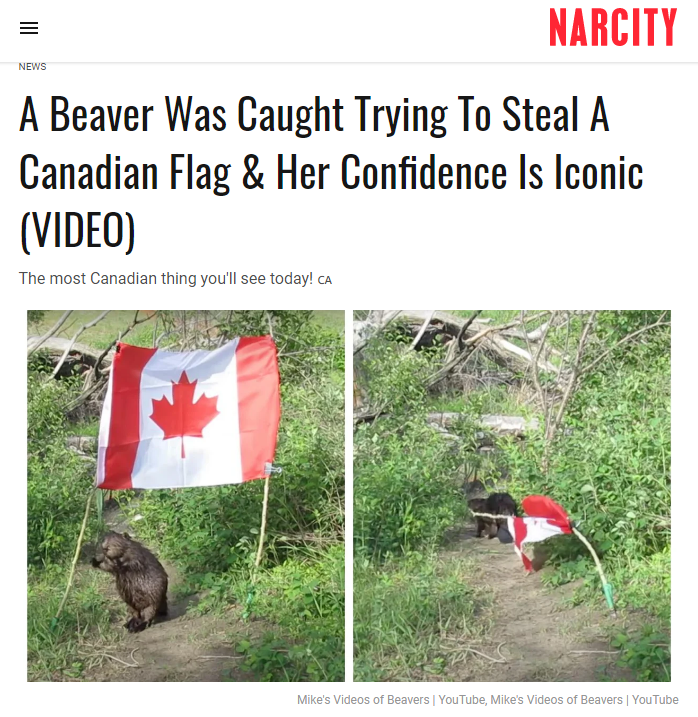 NARCITY
NEWS
A Beaver Was Caught Trying To Steal A
Canadian Flag & Her Confidence Is Iconic
(VIDEO)
The most Canadian thing you'll see today! CA
Mike's Videos of Beavers | YouTube, Mike's Videos of Beavers | YouTube